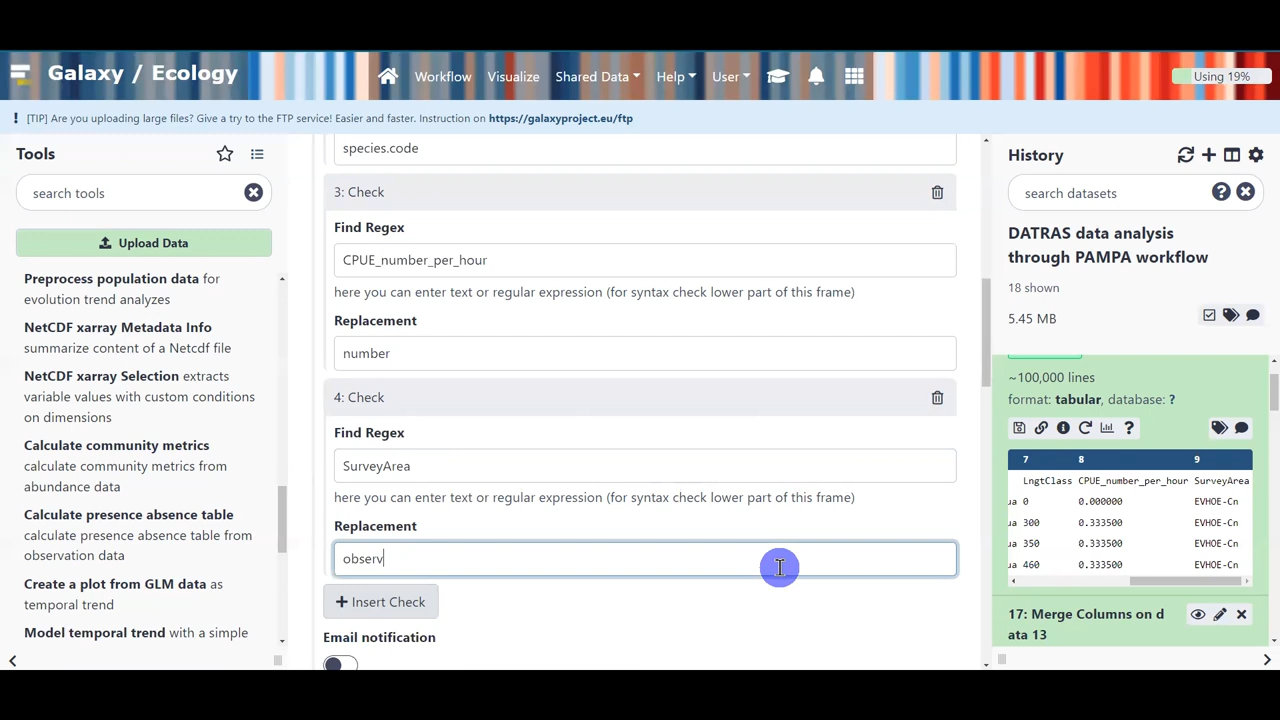 Galaxy / Ecology
Workflow Visualize Shared Data Help User
Using 19%
! [TIP] Are you uploading large files? Give a try to the FTP service! Easier and faster. Instruction on https://galaxyproject.eu/ftp
Tools
search tools
Upload Data
Preprocess population data for
evolution trend analyzes
NetCDF xarray Metadata Info
summarize content of a Netcdf file
NetCDF xarray Selection extracts
variable values with custom conditions
on dimensions
Calculate community metrics
calculate community metrics from
abundance data
Calculate presence absence table
calculate presence absence table from
observation data
Create a plot from GLM data as
temporal trend
Model temporal trend with a simple
species.code
3: Check
Find Regex
CPUE_number_per_hour
here you can enter text or regular expression (for syntax check lower part of this frame)
Replacement
number
4: Check
Find Regex
SurveyArea
here you can enter text or regular expression (for syntax check lower part of this frame)
Replacement
observ
+ Insert Check
Email notification
History
search datasets
DATRAS data analysis
through PAMPA workflow
18 shown
5.45 MB
~100,000 lines
format: tabular, database: ?
7 8 9
LngtClass CPUE_number_per_hour SurveyArea
ua 0 0.000000 EVHOE-Cn
ua 300 0.333500 EVHOE-Cn
ua 350 0.333500 EVHOE-Cn
ua 460 0.333500 EVHOE-Cn
17: Merge Columns on d
ata 13